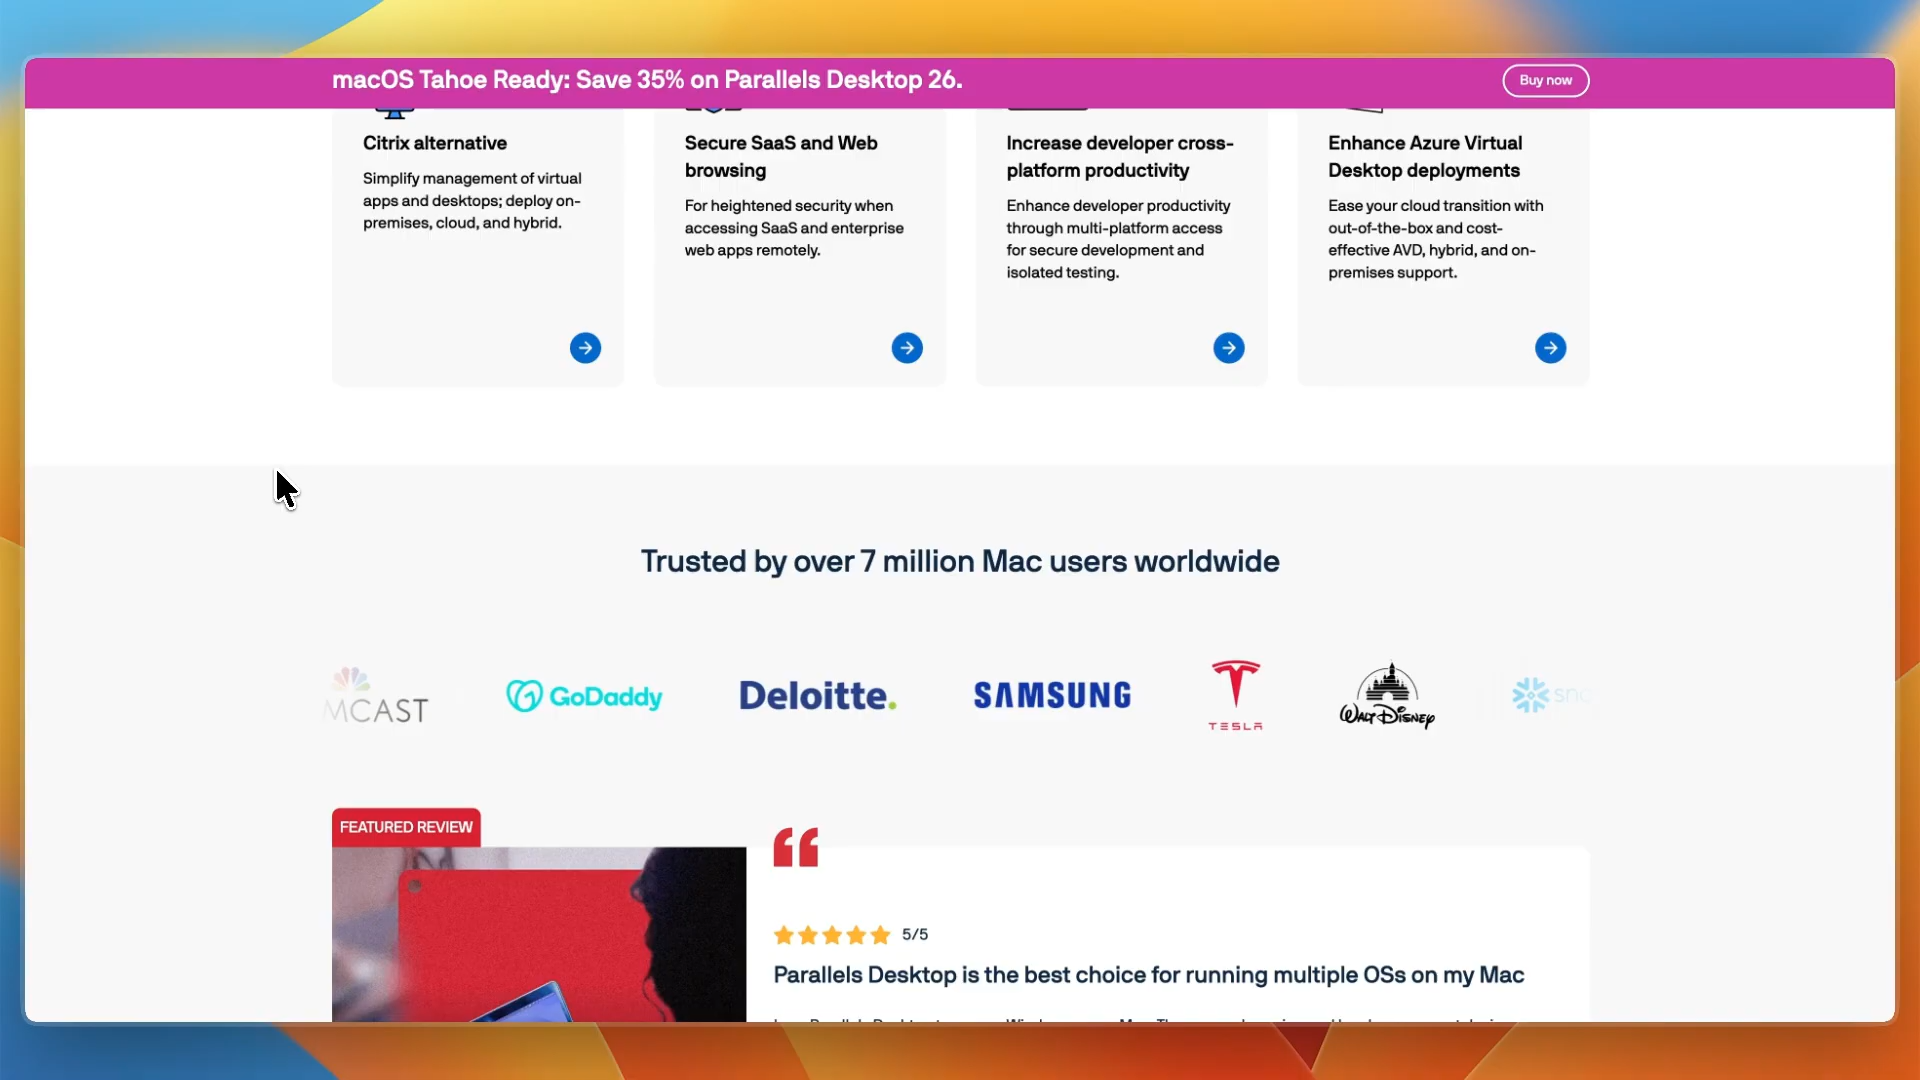 macOS Tahoe Ready: Save 35% on Parallels Desktop 26.
Buy now
Citrix alternative
Simplify management of virtual
apps and desktops; deploy on-
premises, cloud, and hybrid.
Secure SaaS and Web
browsing
For heightened security when
accessing SaaS and enterprise
web apps remotely.
Increase developer cross-
platform productivity
Enhance developer productivity
through multi-platform access
for secure development and
isolated testing.
Enhance Azure Virtual
Desktop deployments
Ease your cloud transition with
out-of-the-box and cost-
effective AVD, hybrid, and on-
premises support.
Trusted by over 7 million Mac users worldwide
MCAST
GoDaddy
Deloitte.
SAMSUNG
TESLA
WALT DISNEY
FEATURED REVIEW
5/5
Parallels Desktop is the best choice for running multiple OSs on my Mac